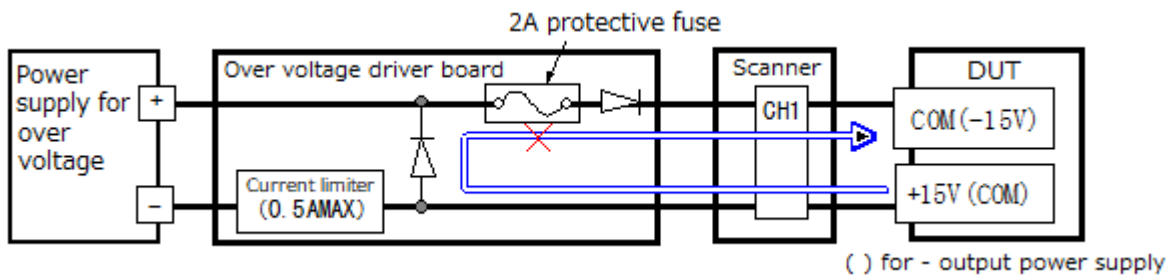 2A protective fuse
Power
supply for
over
voltage
+
−
Over voltage driver board
Current limiter
(0.5AMAX)
Scanner
CH1
DUT
COM(-15V)
+15V(COM)
( ) for - output power supply